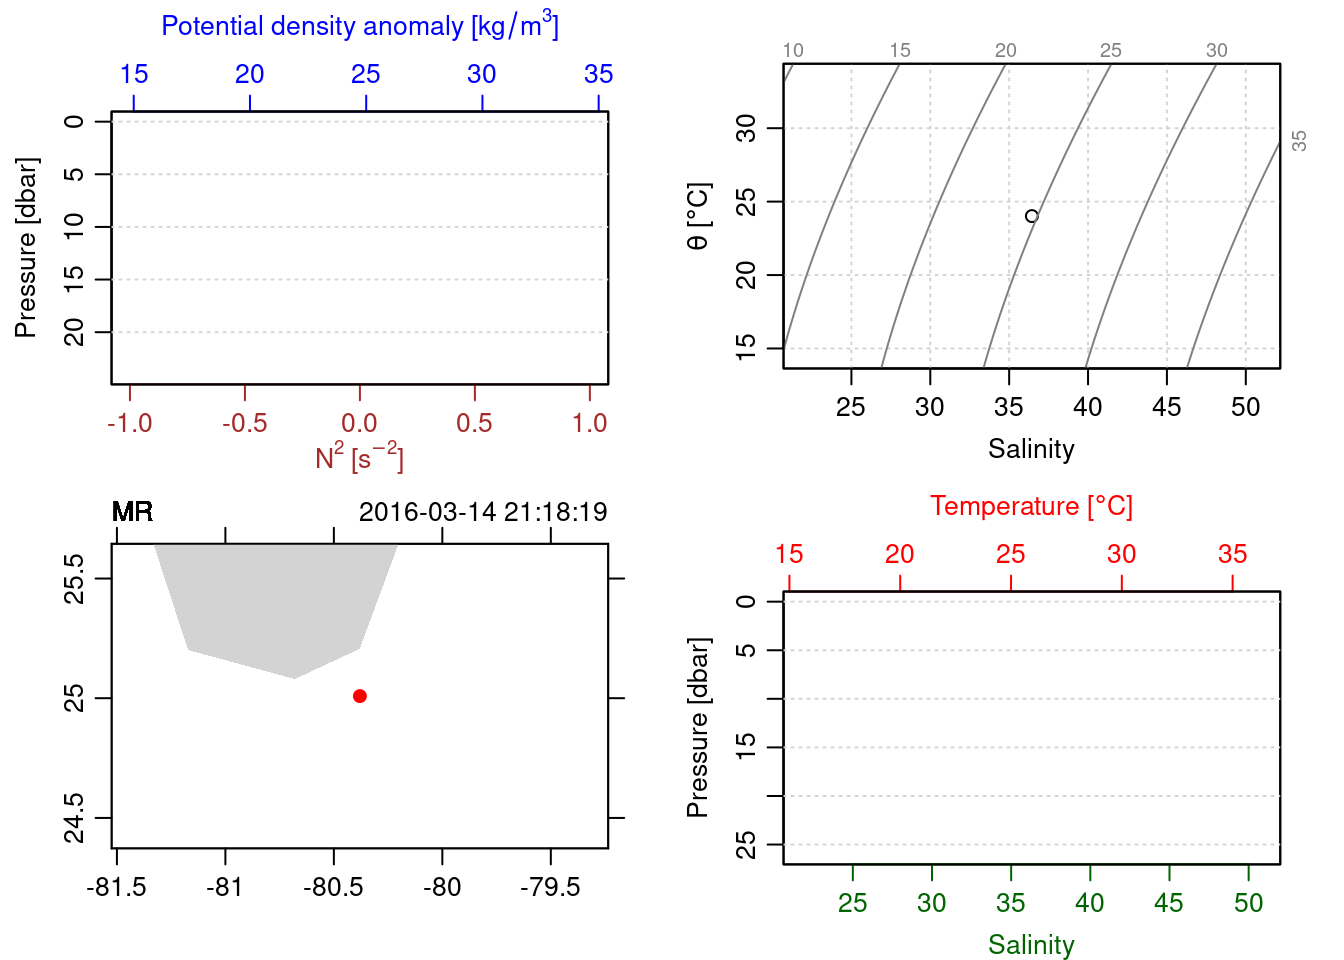 Potential density anomaly [kg/m³]
15 20 25 30 35
Pressure [dbar]
0
5
10
15
20
-1.0 -0.5 0.0 0.5 1.0
N² [s⁻²]
10 15 20 25 30
35
θ [°C]
30
25
20
15
25 30 35 40 45 50
Salinity
MR 2016-03-14 21:18:19
25.5
25
24.5
-81.5 -81 -80.5 -80 -79.5
Temperature [°C]
15 20 25 30 35
Pressure [dbar]
0
5
15
25
25 30 35 40 45 50
Salinity